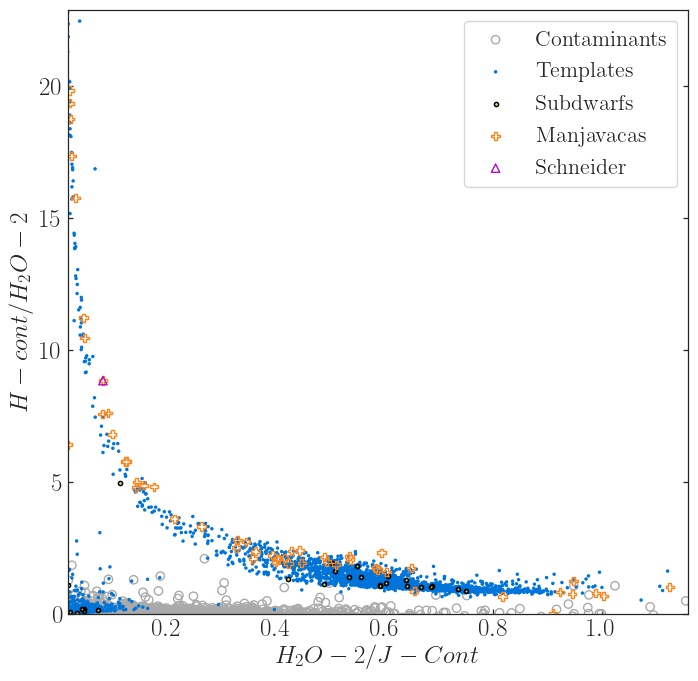 Contaminants
Templates
Subdwarfs
Manjavacas
Schneider
H − cont/H₂O − 2
20
15
10
5
0
0.2 0.4 0.6 0.8 1.0
H₂O − 2/J − Cont